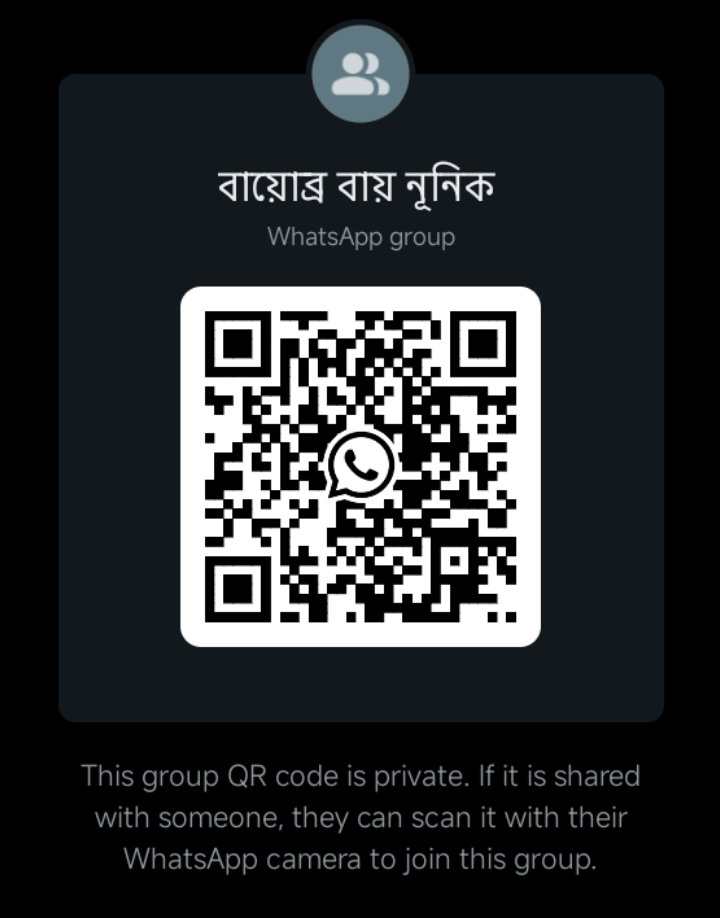 বায়োব্র বায় নূনিক
WhatsApp group
This group QR code is private. If it is shared
with someone, they can scan it with their
WhatsApp camera to join this group.